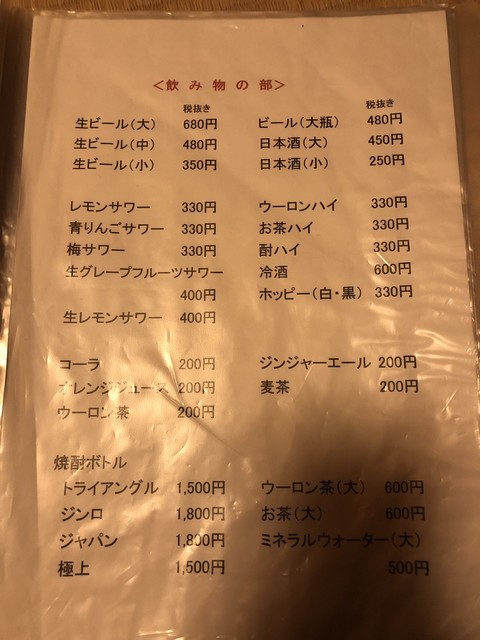 ＜飲み物の部＞
税抜き 税抜き
生ビール（大） 680円 ビール（大瓶） 480円
生ビール（中） 480円 日本酒（大） 450円
生ビール（小） 350円 日本酒（小） 250円
レモンサワー 330円 ウーロンハイ 330円
青りんごサワー 330円 お茶ハイ 330円
梅サワー 330円 酎ハイ 330円
生グレープフルーツサワー 冷酒 600円
400円 ホッピー（白・黒） 330円
生レモンサワー 400円
コーラ 200円 ジンジャーエール 200円
オレンジジュース 200円 麦茶 200円
ウーロン茶 200円
焼酎ボトル
トライアングル 1,500円 ウーロン茶（大） 600円
ジンロ 1,800円 お茶（大） 600円
ジャパン 1,800円 ミネラルウォーター（大）
極上 1,500円 500円